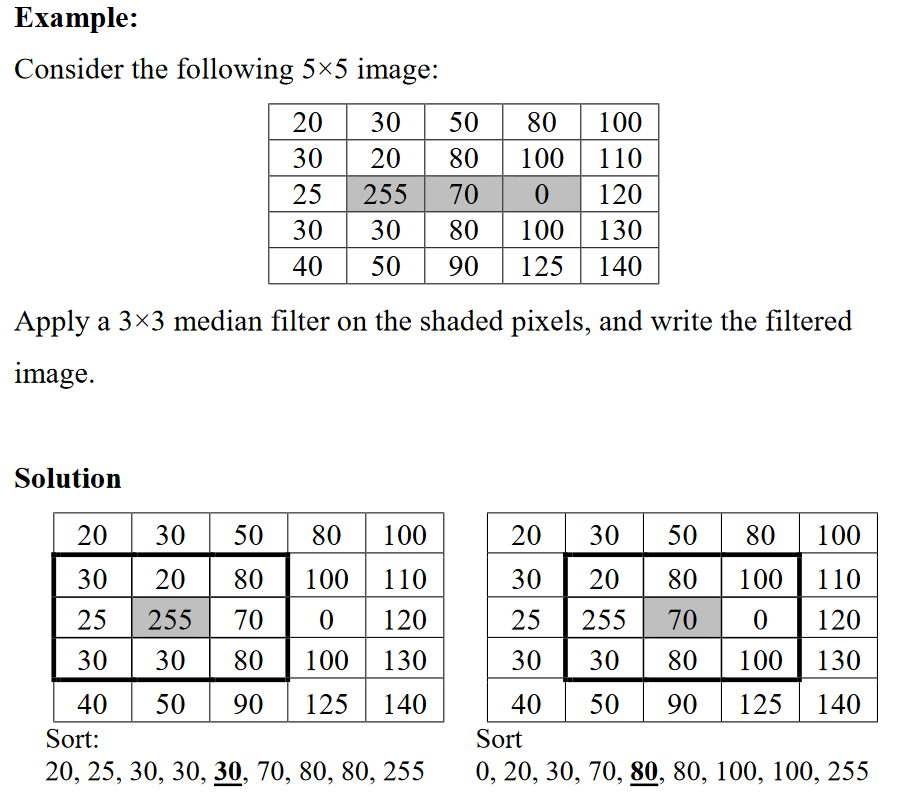 Example:
Consider the following 5×5 image:
20 30 50 80 100
30 20 80 100 110
25 255 70 0 120
30 30 80 100 130
40 50 90 125 140
Apply a 3×3 median filter on the shaded pixels, and write the filtered
image.
Solution
20 30 50 80 100
30 20 80 100 110
25 255 70 0 120
30 30 80 100 130
40 50 90 125 140
Sort:
20, 25, 30, 30, 30, 70, 80, 80, 255
20 30 50 80 100
30 20 80 100 110
25 255 70 0 120
30 30 80 100 130
40 50 90 125 140
Sort
0, 20, 30, 70, 80, 80, 100, 100, 255